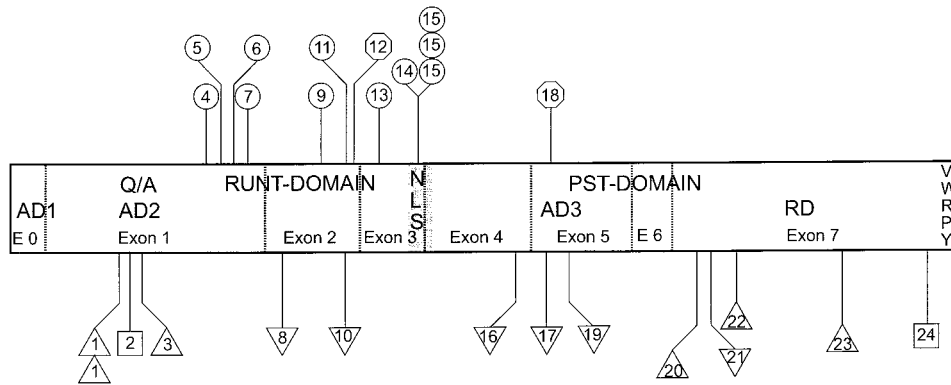 15
15
5 6 11 12 14 15
4 7 9 13 18
Q/A RUNT-DOMAIN NLS PST-DOMAIN VWRPY
AD1 AD2 AD3 RD
E 0 Exon 1 Exon 2 Exon 3 Exon 4 Exon 5 E 6 Exon 7
1 2 3 8 10 16 17 19 22 23 24
1 20 21